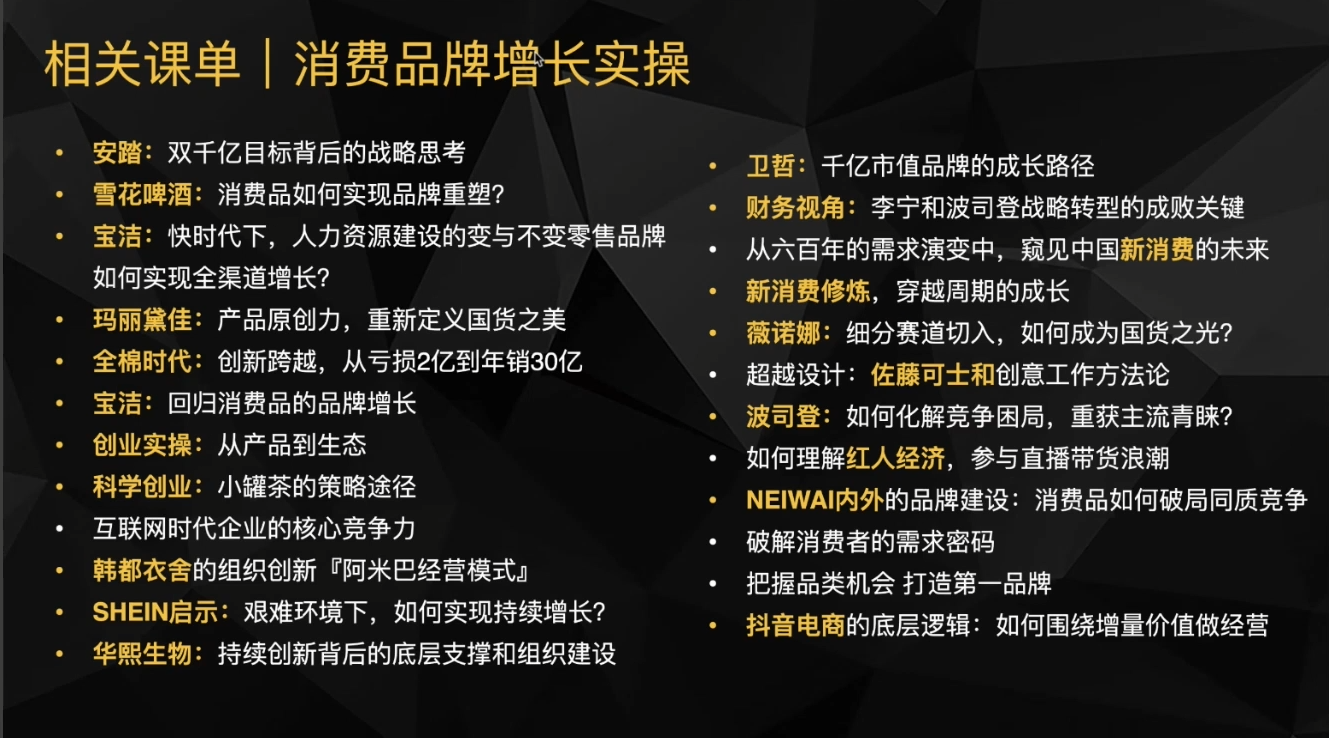 相关课单｜消费品牌增长实操
• 安踏：双千亿目标背后的战略思考
• 雪花啤酒：消费品如何实现品牌重塑？
• 宝洁：快时代下，人力资源建设的变与不变零售品牌
如何实现全渠道增长？
• 玛丽黛佳：产品原创力，重新定义国货之美
• 全棉时代：创新跨越，从亏损2亿到年销30亿
• 宝洁：回归消费品的品牌增长
• 创业实操：从产品到生态
• 科学创业：小罐茶的策略途径
• 互联网时代企业的核心竞争力
• 韩都衣舍的组织创新『阿米巴经营模式』
• SHEIN启示：艰难环境下，如何实现持续增长？
• 华熙生物：持续创新背后的底层支撑和组织建设
• 卫哲：千亿市值品牌的成长路径
• 财务视角：李宁和波司登战略转型的成败关键
• 从六百年的需求演变中，窥见中国新消费的未来
• 新消费修炼，穿越周期的成长
• 薇诺娜：细分赛道切入，如何成为国货之光？
• 超越设计：佐藤可士和创意工作方法论
• 波司登：如何化解竞争困局，重获主流青睐？
• 如何理解红人经济，参与直播带货浪潮
• NEIWAI内外的品牌建设：消费品如何破局同质竞争
• 破解消费者的需求密码
• 把握品类机会 打造第一品牌
• 抖音电商的底层逻辑：如何围绕增量价值做经营